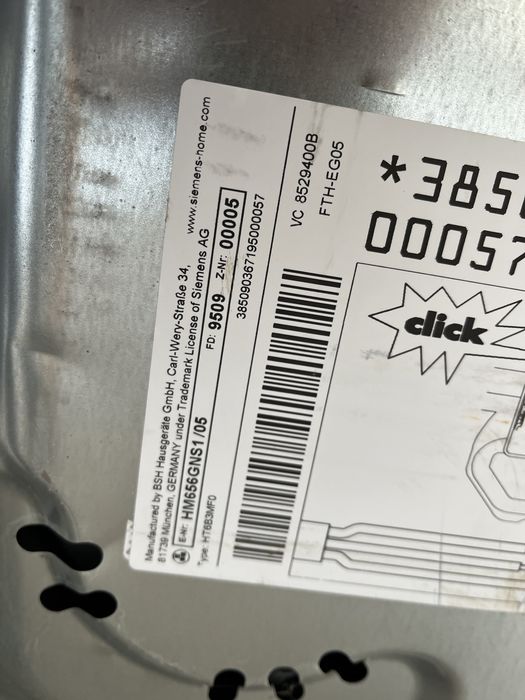 Manufactured by BSH Hausgeräte GmbH, Carl-Wery-Straße 34,
81739 München, GERMANY under Trademark License of Siemens AG
www.siemens-home.com
E-Nr: HM656GNS1/05
FD: 9509
Z-Nr: 00005
Type: HT6B3MF0
385090367195000057
VC 8529400B
FTH-EG05
*385
00057
click